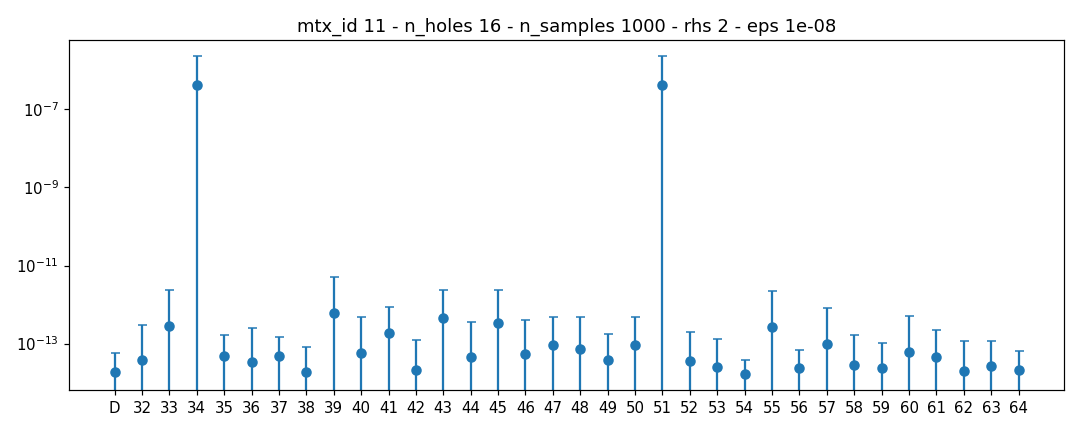 mtx_id 11 - n_holes 16 - n_samples 1000 - rhs 2 - eps 1e-08
10⁻⁷
10⁻⁹
10⁻¹¹
10⁻¹³
D 32 33 34 35 36 37 38 39 40 41 42 43 44 45 46 47 48 49 50 51 52 53 54 55 56 57 58 59 60 61 62 63 64